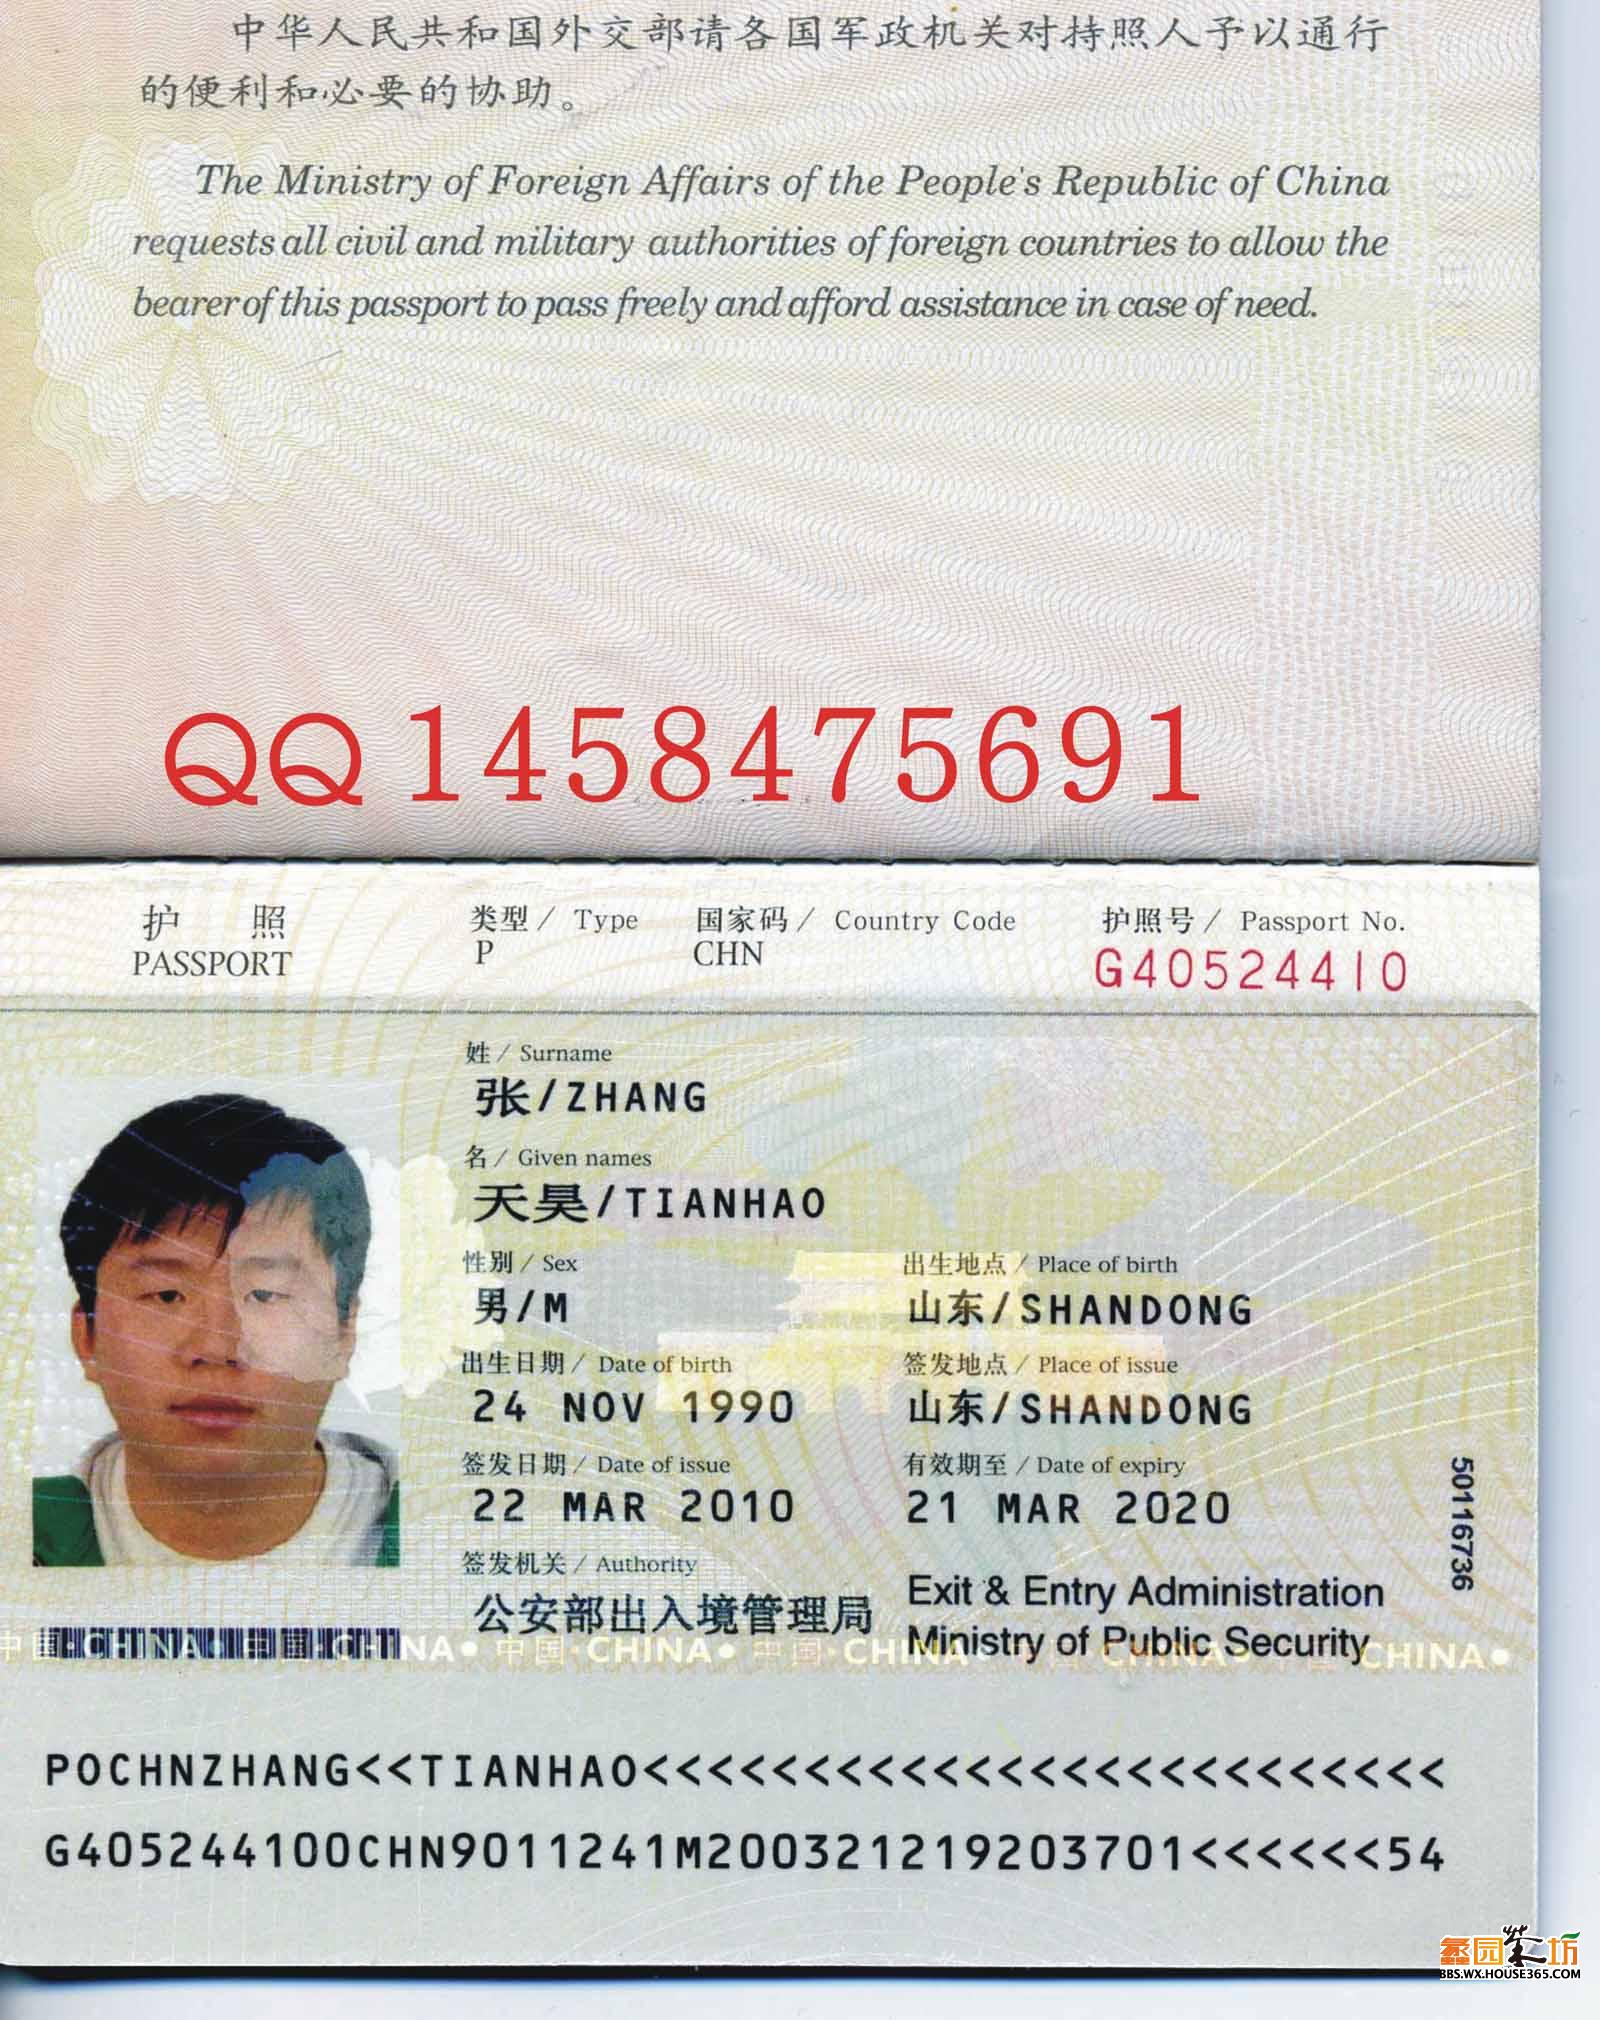 中华人民共和国外交部请各国军政机关对持照人予以通行
的便利和必要的协助。
The Ministry of Foreign Affairs of the People's Republic of China
requests all civil and military authorities of foreign countries to allow the
bearer of this passport to pass freely and afford assistance in case of need.
QQ 1458475691
护 照 类型 / Type 国家码 / Country Code 护照号 / Passport No.
PASSPORT P CHN G40524410
姓 / Surname
张/ZHANG
名 / Given names
天昊/TIANHAO
性别 / Sex 出生地点 / Place of birth
男/M 山东/SHANDONG
出生日期 / Date of birth 签发地点 / Place of issue
24 NOV 1990 山东/SHANDONG
签发日期 / Date of issue 有效期至 / Date of expiry
22 MAR 2010 21 MAR 2020
50116736
签发机关 / Authority
公安部出入境管理局 Exit & Entry Administration
Ministry of Public Security
中国·CHINA• 中国·CHINA• 中国·CHINA• 中国·CHINA• CHINA• CHINA•
POCHNZHANG<<TIANHAO<<<<<<<<<<<<<<<<<<<<<<<<<
G405244100CHN9011241M200321219203701<<<<<<54
蠡园茶坊
BBS.WX.HOUSE365.COM